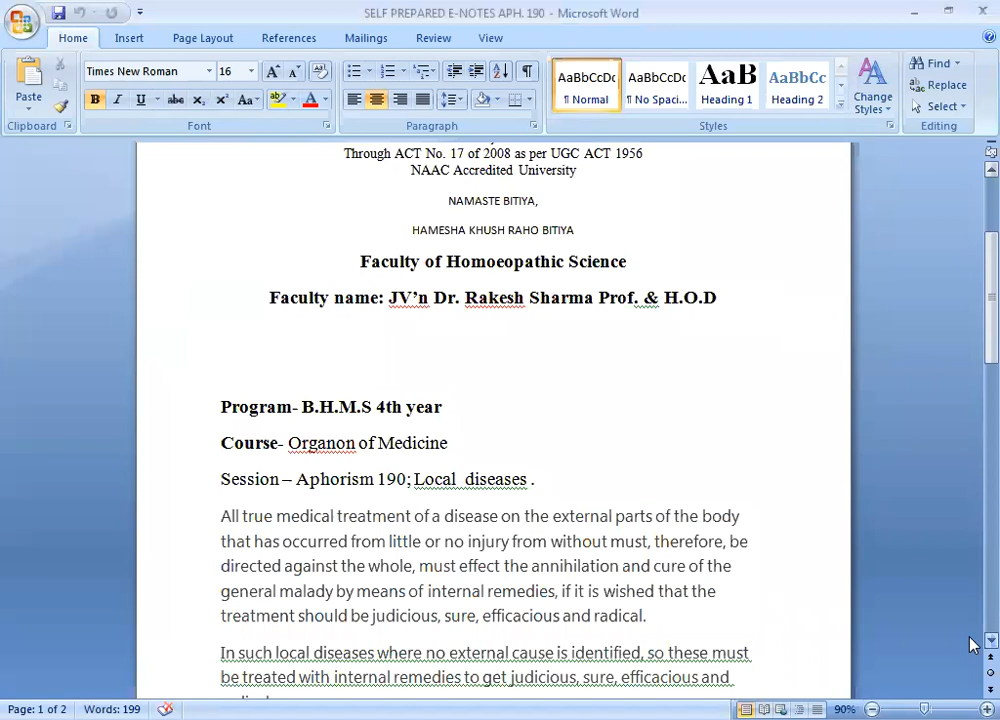 SELF PREPARED E-NOTES APH. 190 - Microsoft Word
Home Insert Page Layout References Mailings Review View
Times New Roman 16
Paste
B I U abe X₂ X² Aa ab A
AaBbCcDc AaBbCcDc AaB AaBbCc
¶ Normal ¶ No Spaci... Heading 1 Heading 2
Change Styles
Find
Replace
Select
Clipboard Font Paragraph Styles Editing
Through ACT No. 17 of 2008 as per UGC ACT 1956
NAAC Accredited University
NAMASTE BITIYA,
HAMESHA KHUSH RAHO BITIYA
Faculty of Homoeopathic Science
Faculty name: JV’n Dr. Rakesh Sharma Prof. & H.O.D
Program- B.H.M.S 4th year
Course- Organon of Medicine
Session – Aphorism 190; Local diseases .
All true medical treatment of a disease on the external parts of the body
that has occurred from little or no injury from without must, therefore, be
directed against the whole, must effect the annihilation and cure of the
general malady by means of internal remedies, if it is wished that the
treatment should be judicious, sure, efficacious and radical.
In such local diseases where no external cause is identified, so these must
be treated with internal remedies to get judicious, sure, efficacious and
Page: 1 of 2 Words: 199 90%